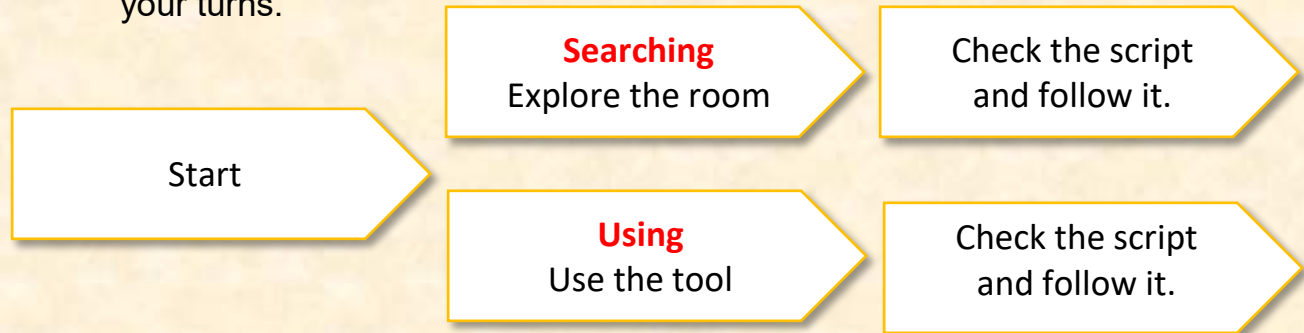 your turns.
Searching
Explore the room
Check the script
and follow it.
Start
Using
Use the tool
Check the script
and follow it.